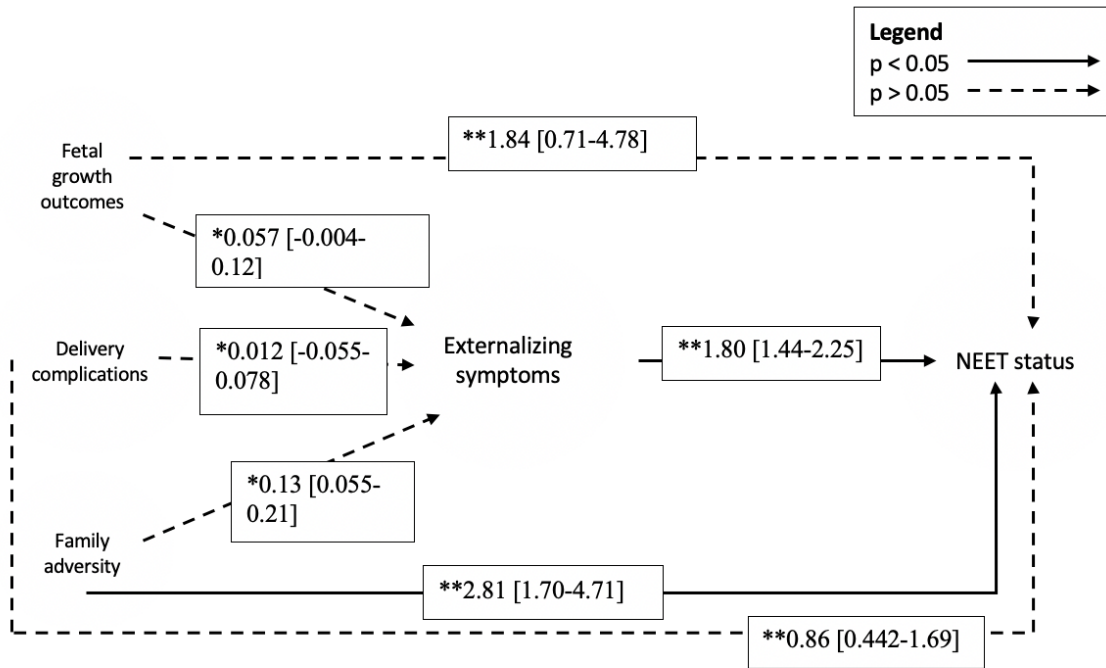 Legend
p < 0.05
p > 0.05
**1.84 [0.71-4.78]
Fetal
growth
outcomes
*0.057 [-0.004-
0.12]
Delivery
complications
*0.012 [-0.055-
0.078]
Externalizing
symptoms
**1.80 [1.44-2.25]
NEET status
*0.13 [0.055-
0.21]
Family
adversity
**2.81 [1.70-4.71]
**0.86 [0.442-1.69]